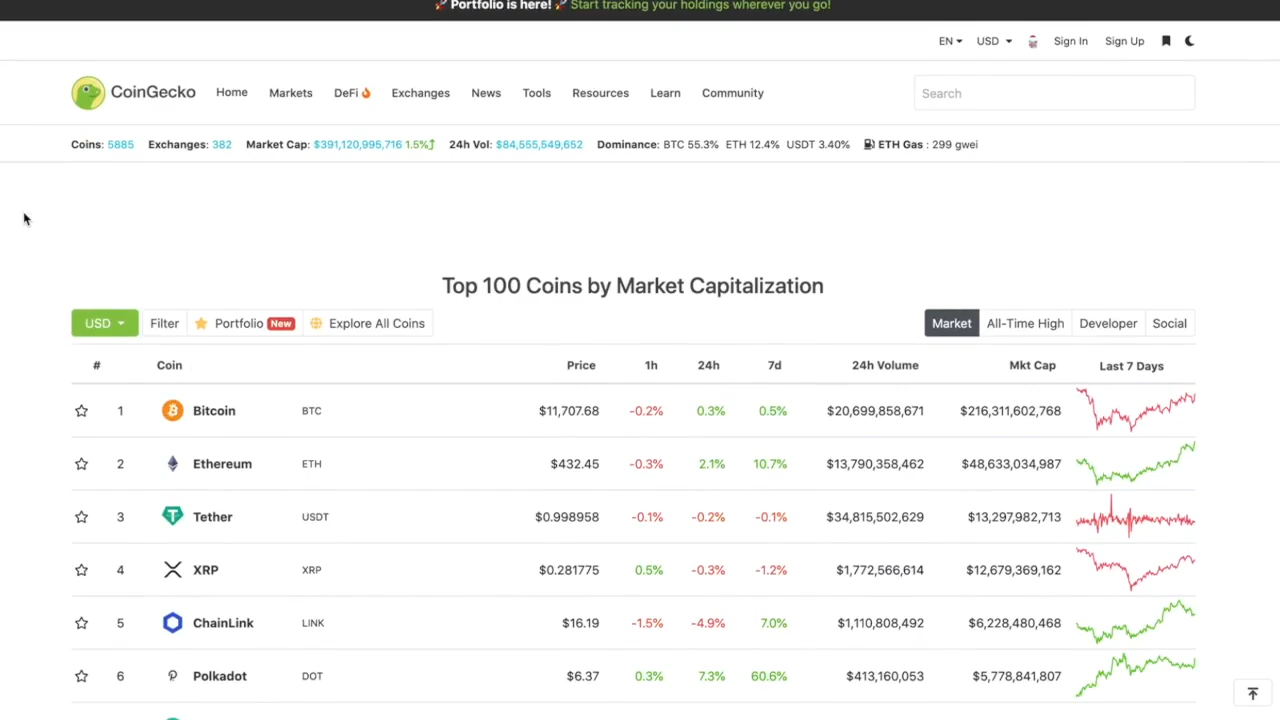 🚀 Portfolio is here! 🚀 Start tracking your holdings wherever you go!
EN USD Sign In Sign Up
CoinGecko Home Markets DeFi🔥 Exchanges News Tools Resources Learn Community Search
Coins: 5885 Exchanges: 382 Market Cap: $391,120,995,716 1.5% 24h Vol: $84,555,549,652 Dominance: BTC 55.3% ETH 12.4% USDT 3.40% ETH Gas : 299 gwei
Top 100 Coins by Market Capitalization
USD Filter Portfolio New Explore All Coins Market All-Time High Developer Social
# Coin Price 1h 24h 7d 24h Volume Mkt Cap Last 7 Days
1 Bitcoin BTC $11,707.68 -0.2% 0.3% 0.5% $20,699,858,671 $216,311,602,768
2 Ethereum ETH $432.45 -0.3% 2.1% 10.7% $13,790,358,462 $48,633,034,987
3 Tether USDT $0.998958 -0.1% -0.2% -0.1% $34,815,502,629 $13,297,982,713
4 XRP XRP $0.281775 0.5% -0.3% -1.2% $1,772,566,614 $12,679,369,162
5 ChainLink LINK $16.19 -1.5% -4.9% 7.0% $1,110,808,492 $6,228,480,468
6 Polkadot DOT $6.37 0.3% 7.3% 60.6% $413,160,053 $5,778,841,807